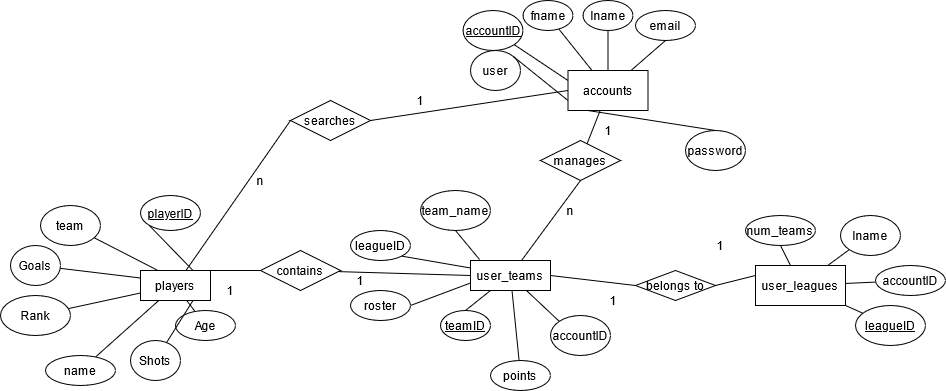 fname
lname
accountID
email
user
accounts
1
searches
1
password
manages
n
playerID
team
n
team_name
leagueID
num_teams
lname
1
Goals
contains
user_teams
players
1
1
belongs to
user_leagues
accountID
1
roster
Rank
Age
teamID
accountID
leagueID
name
Shots
points